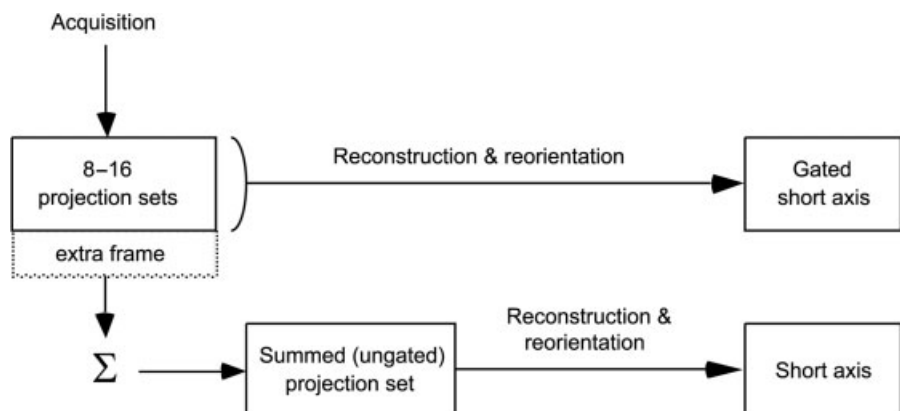 Acquisition
8–16
projection sets
extra frame
Reconstruction & reorientation
Gated
short axis
Σ
Summed (ungated)
projection set
Reconstruction &
reorientation
Short axis